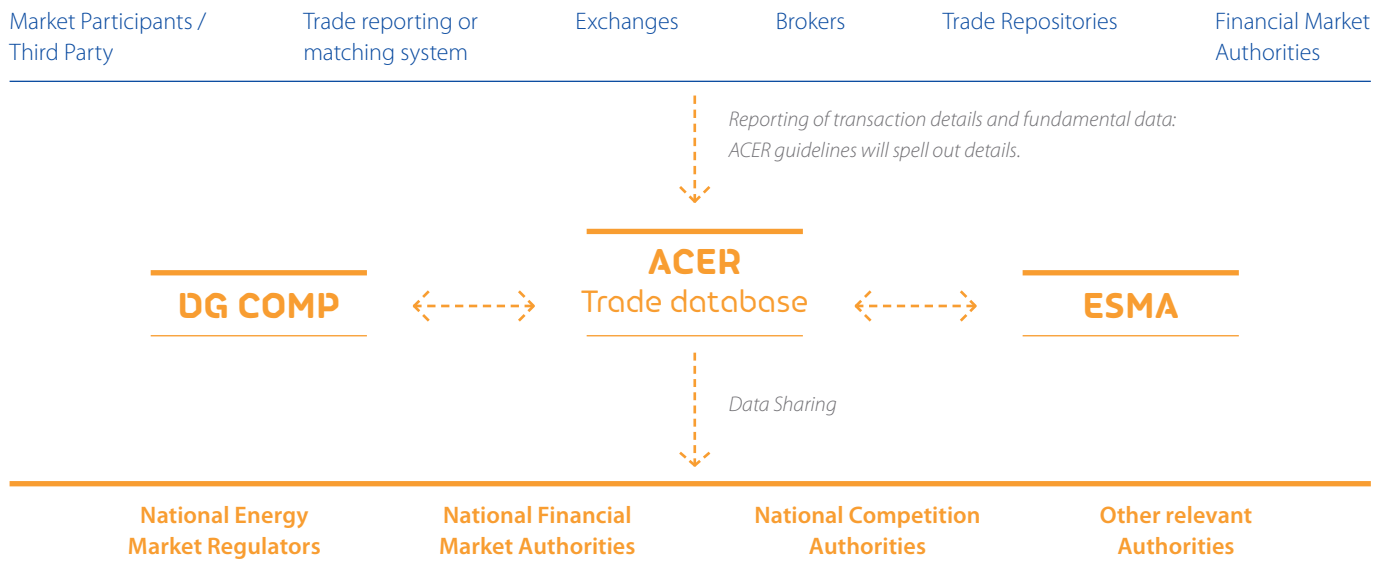 Market Participants /
Third Party
Trade reporting or
matching system
Exchanges
Brokers
Trade Repositories
Financial Market
Authorities
Reporting of transaction details and fundamental data:
ACER guidelines will spell out details.
DG COMP
ACER
Trade database
ESMA
Data Sharing
National Energy
Market Regulators
National Financial
Market Authorities
National Competition
Authorities
Other relevant
Authorities